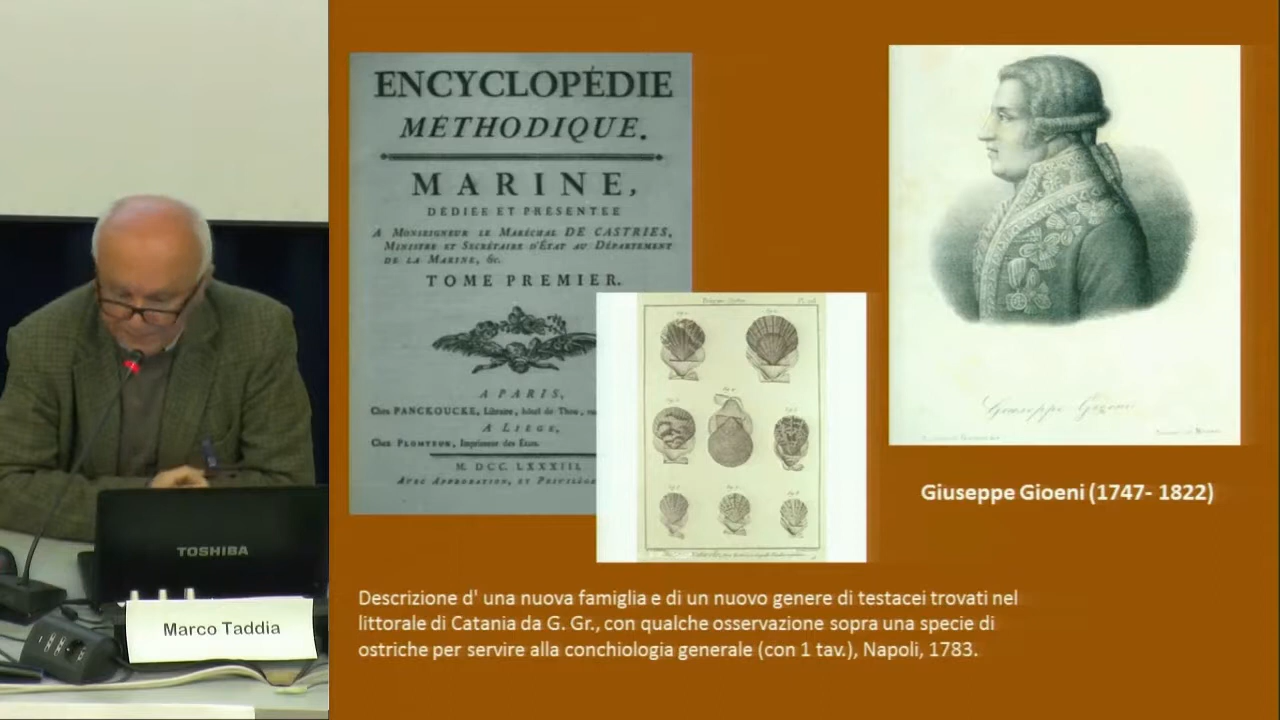 ENCYCLOPÉDIE
MÉTHODIQUE.
MARINE,
DÉDIÉE ET PRÉSENTÉE
A MONSEIGNEUR LE MARÉCHAL DE CASTRIES,
MINISTRE ET SECRÉTAIRE D'ÉTAT AU DÉPARTEMENT
DE LA MARINE, &c.
TOME PREMIER.
A PARIS,
Chez PANCKOUCKE, Libraire, hôtel de Thou,
A LIEGE,
Chez PLOMTEUX, Imprimeur des États.
M. DCC. LXXXIII.
AVEC APPROBATION, ET PRIVILEGE
Giuseppe Gioeni
Giuseppe Gioeni (1747- 1822)
Descrizione d' una nuova famiglia e di un nuovo genere di testacei trovati nel
littorale di Catania da G. Gr., con qualche osservazione sopra una specie di
ostriche per servire alla conchiologia generale (con 1 tav.), Napoli, 1783.
TOSHIBA
Marco Taddia